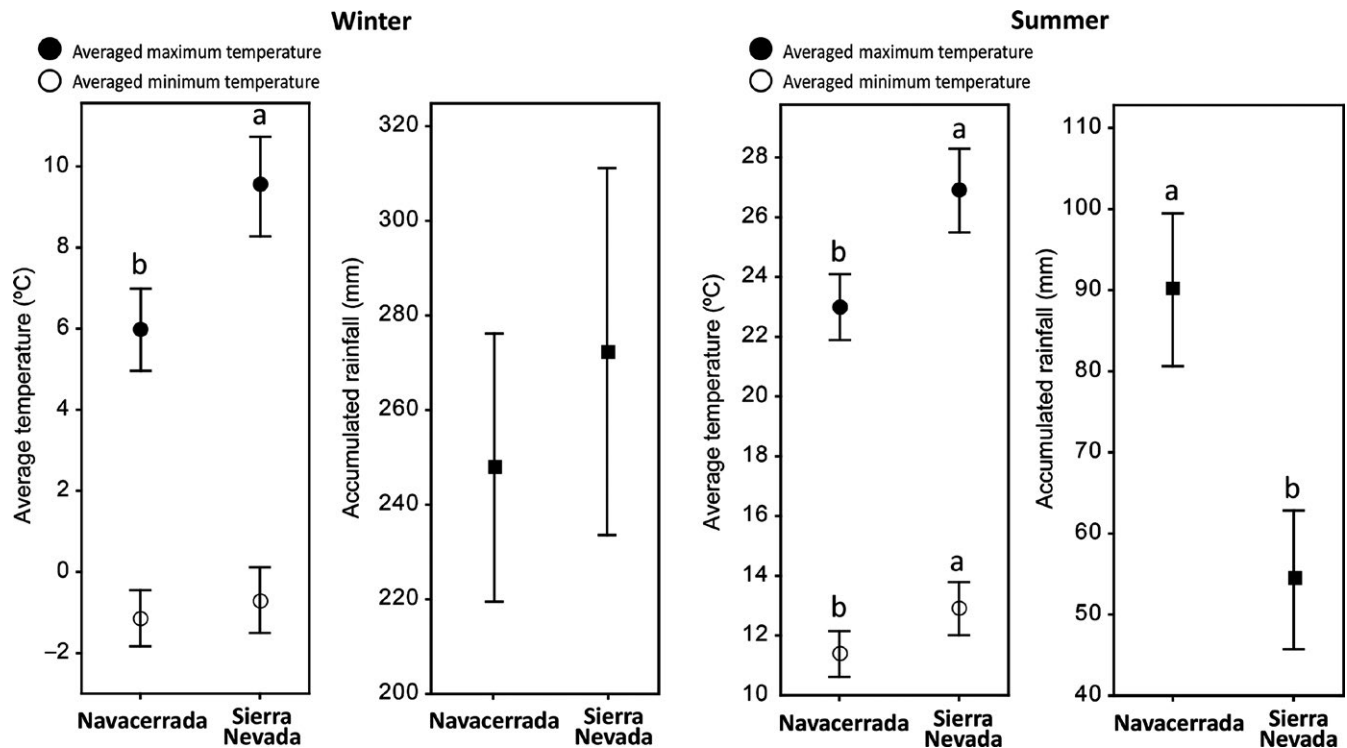 Winter
Averaged maximum temperature
Averaged minimum temperature
Average temperature (ºC)
10
8
6
4
2
0
–2
a
b
Navacerrada
Sierra
Nevada
Accumulated rainfall (mm)
320
300
280
260
240
220
200
Navacerrada
Sierra
Nevada
Summer
Averaged maximum temperature
Averaged minimum temperature
Average temperature (ºC)
28
26
24
22
20
18
16
14
12
10
a
b
a
b
Navacerrada
Sierra
Nevada
Accumulated rainfall (mm)
110
100
90
80
70
60
50
40
a
b
Navacerrada
Sierra
Nevada